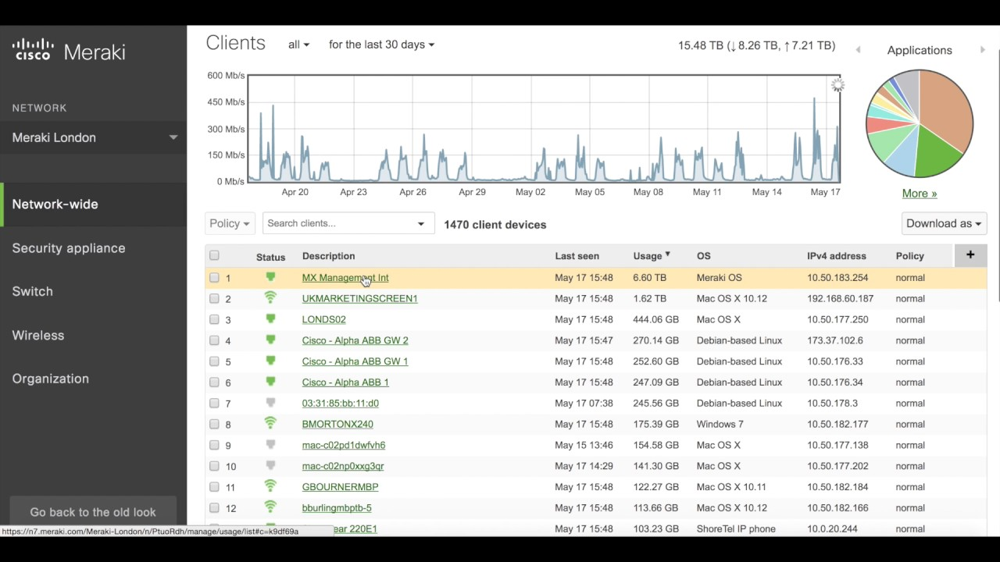 CISCO Meraki
NETWORK
Meraki London
Network-wide
Security appliance
Switch
Wireless
Organization
Go back to the old look
https://n7.meraki.com/Meraki-London/n/PtuoRdh/manage/usage/list#c=k9df69a
Clients all for the last 30 days 15.48 TB (↓ 8.26 TB, ↑ 7.21 TB)
Applications
More »
600 Mb/s
450 Mb/s
300 Mb/s
150 Mb/s
0 Mb/s
Apr 20 Apr 23 Apr 26 Apr 29 May 02 May 05 May 08 May 11 May 14 May 17
Policy Search clients... 1470 client devices Download as
Status Description Last seen Usage ▼ OS IPv4 address Policy +
1 MX Management Int May 17 15:48 6.60 TB Meraki OS 10.50.183.254 normal
2 UKMARKETINGSCREEN1 May 17 15:48 1.62 TB Mac OS X 10.12 192.168.60.187 normal
3 LONDS02 May 17 15:48 444.06 GB Mac OS X 10.50.177.250 normal
4 Cisco - Alpha ABB GW 2 May 17 15:47 270.14 GB Debian-based Linux 173.37.102.6 normal
5 Cisco - Alpha ABB GW 1 May 17 15:48 252.60 GB Debian-based Linux 10.50.176.33 normal
6 Cisco - Alpha ABB 1 May 17 15:48 247.09 GB Debian-based Linux 10.50.176.34 normal
7 03:31:85:bb:11:d0 May 17 07:38 245.56 GB Debian-based Linux 10.50.178.3 normal
8 BMORTONX240 May 17 15:48 175.39 GB Windows 7 10.50.182.177 normal
9 mac-c02pd1dwfvh6 May 15 13:46 154.58 GB Mac OS X 10.50.177.138 normal
10 mac-c02np0xxg3qr May 17 14:29 141.30 GB Mac OS X 10.50.177.202 normal
11 GBOURNERMBP May 17 15:48 122.27 GB Mac OS X 10.11 10.50.182.184 normal
12 bburlingmbptb-5 May 17 15:48 113.66 GB Mac OS X 10.12 10.50.182.166 normal
220E1 May 17 15:48 103.23 GB ShoreTel IP phone 10.0.20.244 normal